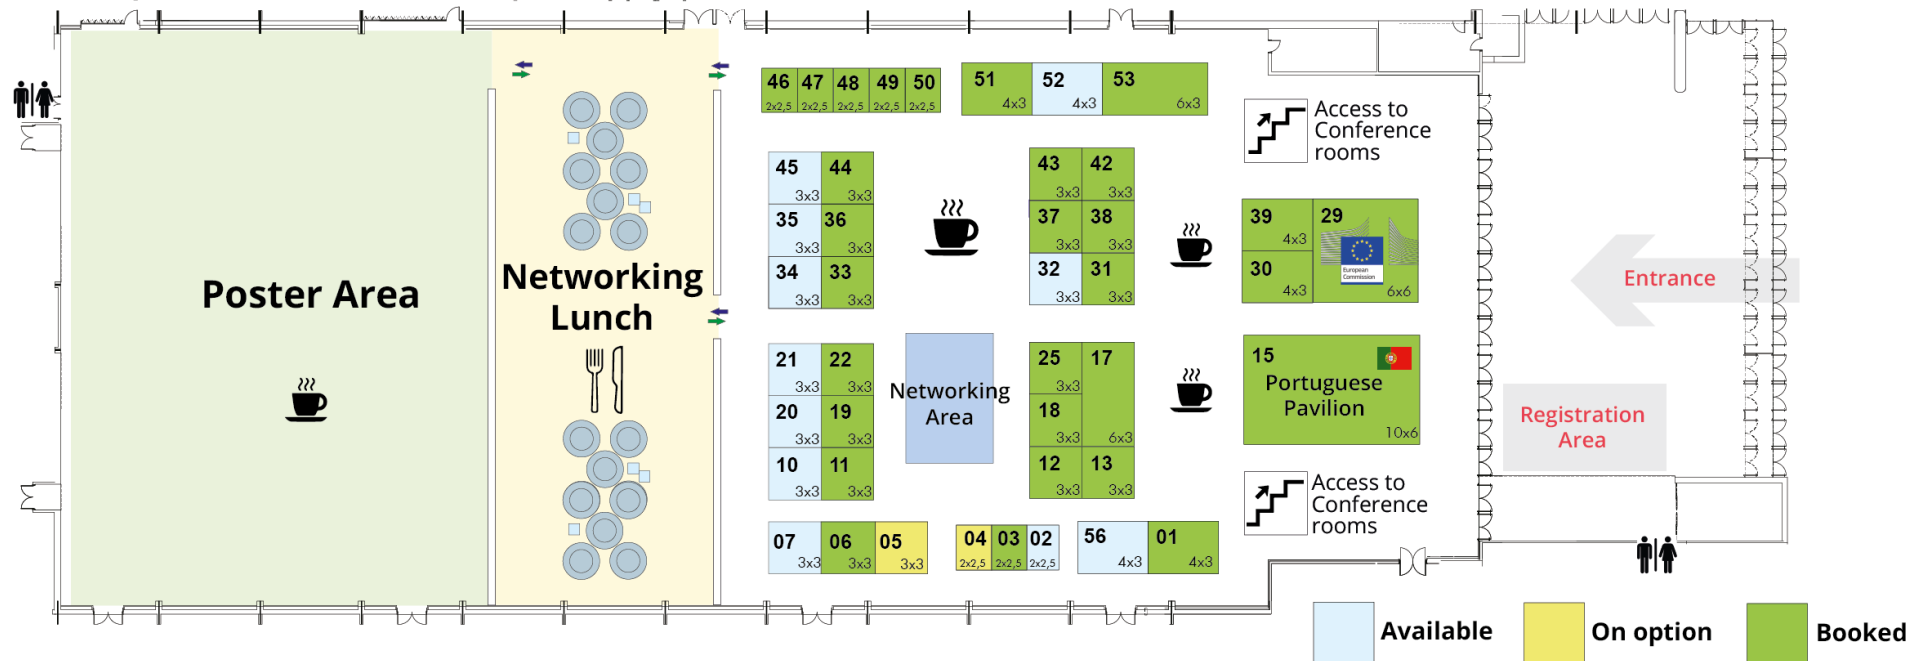 46 47 48 49 50
2x2,5 2x2,5 2x2,5 2x2,5 2x2,5
51 52 53
4x3 4x3 6x3
Access to
Conference
rooms
45 44
3x3 3x3
35 36
3x3 3x3
34 33
3x3 3x3
43 42
3x3 3x3
37 38
3x3 3x3
32 31
3x3 3x3
39
4x3
30
4x3
29
European
Commission
6x6
Entrance
Poster Area
Networking
Lunch
21 22
3x3 3x3
20 19
3x3 3x3
10 11
3x3 3x3
Networking
Area
25 17
3x3
18
3x3 6x3
12 13
3x3 3x3
15
Portuguese
Pavilion
10x6
Registration
Area
Access to
Conference
rooms
07 06 05
3x3 3x3 3x3
04 03 02
2x2,5 2x2,5 2x2,5
56 01
4x3 4x3
Available
On option
Booked